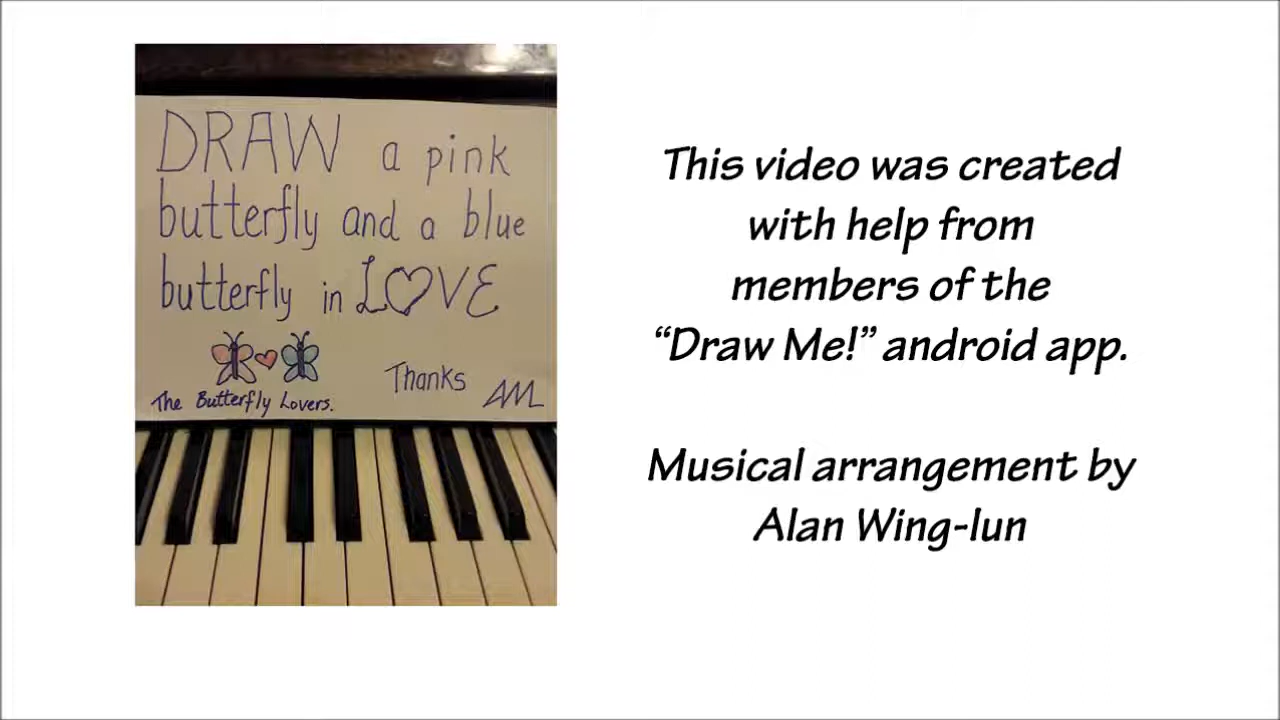 DRAW a pink
butterfly and a blue
butterfly in LOVE
Thanks
The Butterfly Lovers.
This video was created
with help from
members of the
“Draw Me!” android app.
Musical arrangement by
Alan Wing-lun